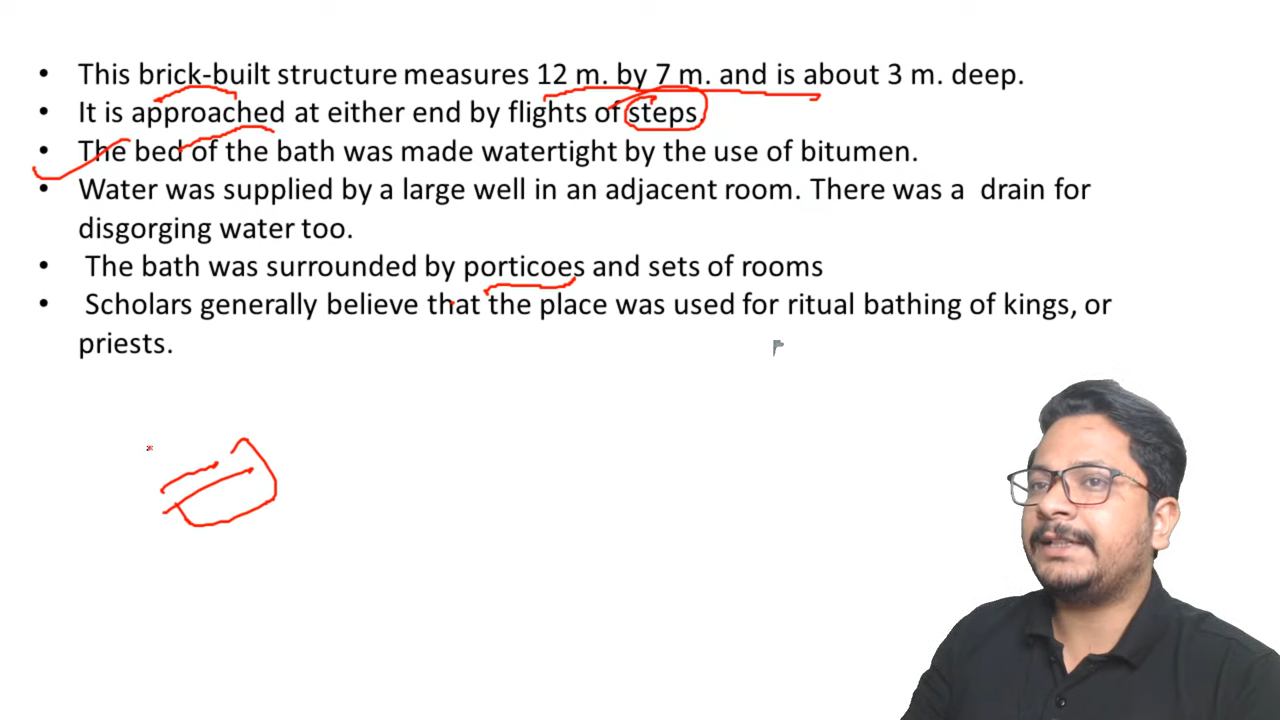 • This brick-built structure measures 12 m. by 7 m. and is about 3 m. deep.
• It is approached at either end by flights of steps.
• The bed of the bath was made watertight by the use of bitumen.
• Water was supplied by a large well in an adjacent room. There was a drain for
disgorging water too.
• The bath was surrounded by porticoes and sets of rooms
• Scholars generally believe that the place was used for ritual bathing of kings, or
priests.